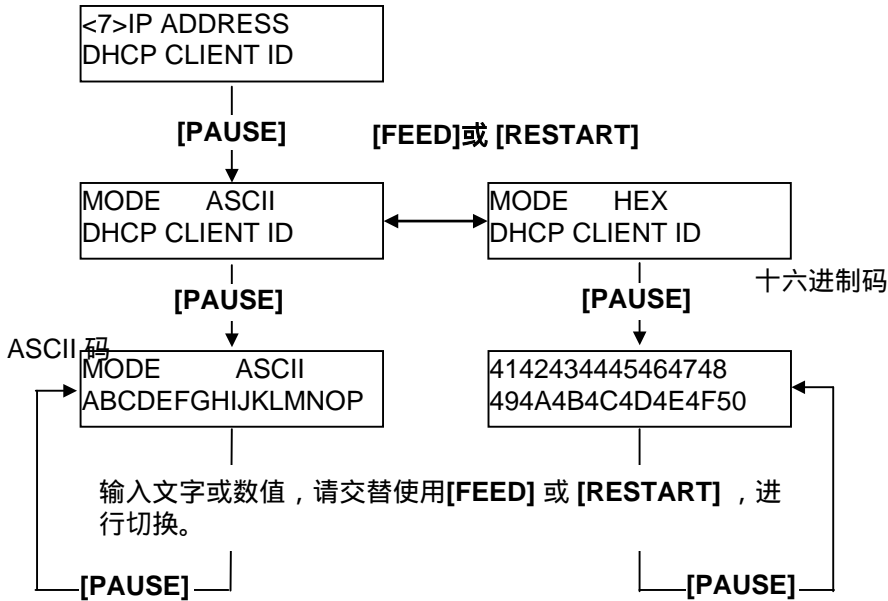 <7>IP ADDRESS
DHCP CLIENT ID
[PAUSE]
[FEED]或 [RESTART]
MODE ASCII
DHCP CLIENT ID
MODE HEX
DHCP CLIENT ID
[PAUSE]
[PAUSE]
十六进制码
ASCII 码
MODE ASCII
ABCDEFGHIJKLMNOP
4142434445464748
494A4B4C4D4E4F50
输入文字或数值，请交替使用[FEED] 或 [RESTART] ，进
行切换。
[PAUSE]
[PAUSE]